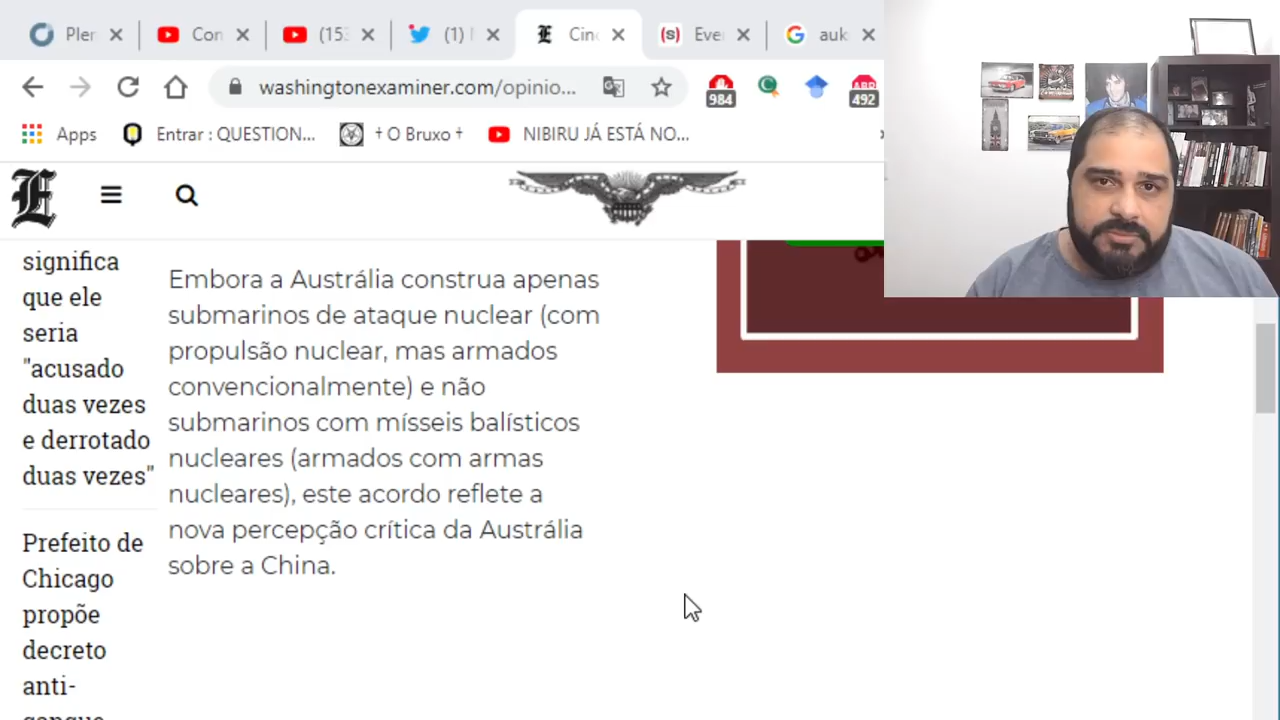 Pler
Con
(153
(1) I
Cinc
Ever
auk
washingtonexaminer.com/opinio...
984
492
Apps
Entrar : QUESTION...
† O Bruxo †
NIBIRU JÁ ESTÁ NO...
significa
que ele
seria
"acusado
duas vezes
e derrotado
duas vezes"
Prefeito de
Chicago
propõe
decreto
anti-
Embora a Austrália construa apenas
submarinos de ataque nuclear (com
propulsão nuclear, mas armados
convencionalmente) e não
submarinos com mísseis balísticos
nucleares (armados com armas
nucleares), este acordo reflete a
nova percepção crítica da Austrália
sobre a China.